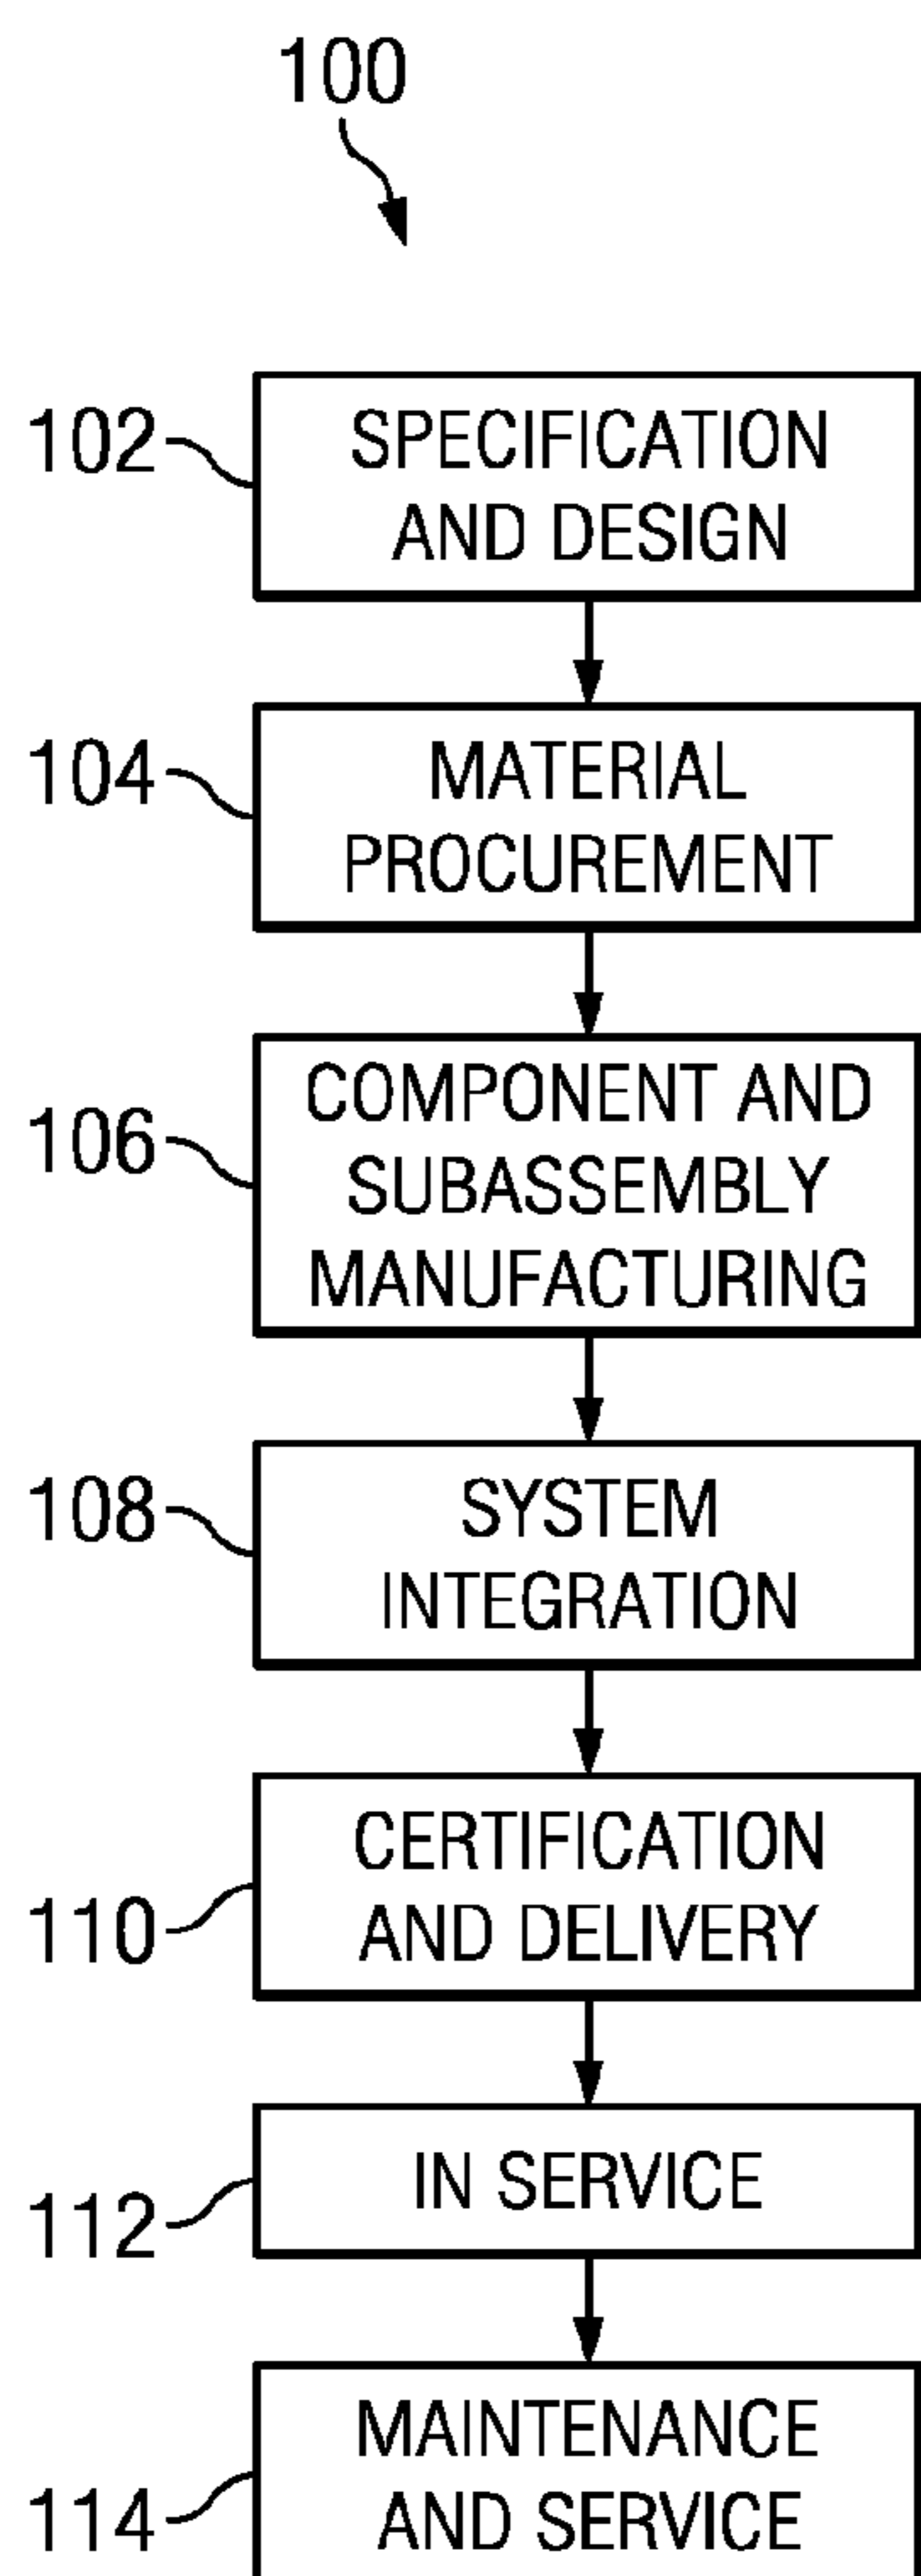 100
102
SPECIFICATION
AND DESIGN
104
MATERIAL
PROCUREMENT
106
COMPONENT AND
SUBASSEMBLY
MANUFACTURING
108
SYSTEM
INTEGRATION
110
CERTIFICATION
AND DELIVERY
112
IN SERVICE
114
MAINTENANCE
AND SERVICE